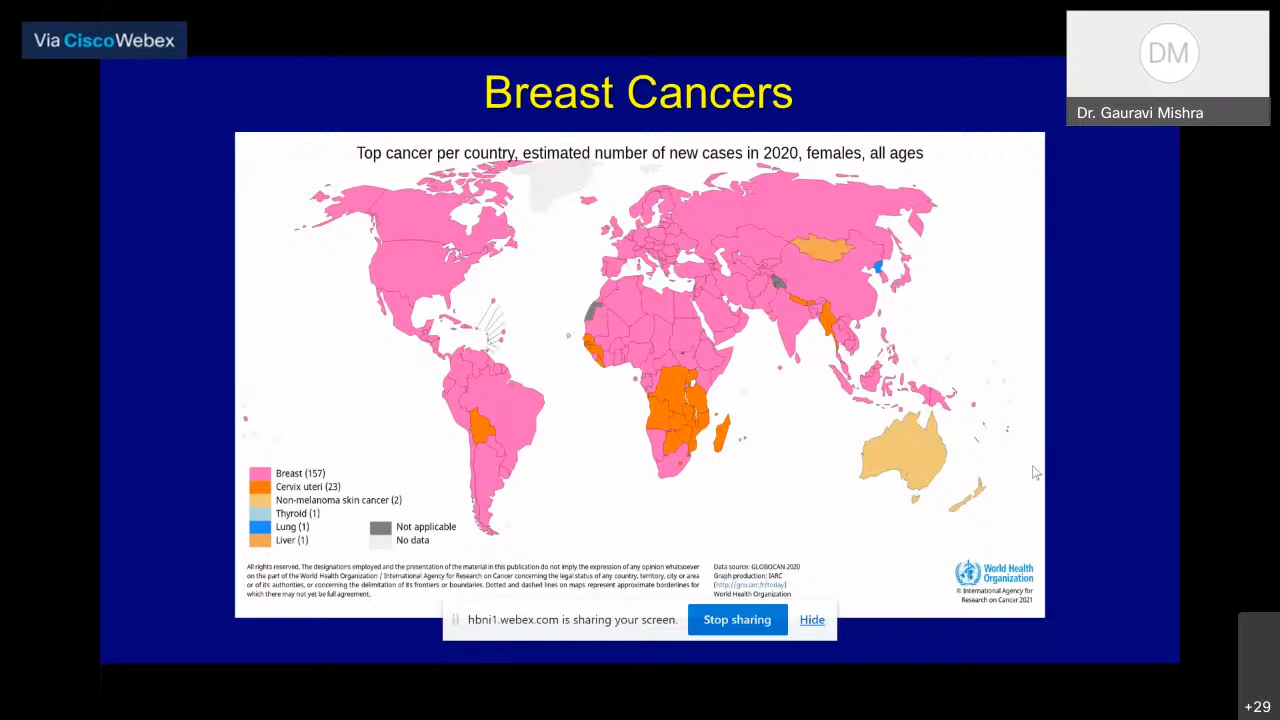 Via CiscoWebex
DM
Dr. Gauravi Mishra
Breast Cancers
Top cancer per country, estimated number of new cases in 2020, females, all ages
Breast (157)
Cervix uteri (23)
Non-melanoma skin cancer (2)
Thyroid (1)
Lung (1)
Liver (1)
Not applicable
No data
All rights reserved. The designations employed and the presentation of the material in this publication do not imply the expression of any opinion whatsoever
on the part of the World Health Organization / International Agency for Research on Cancer concerning the legal status of any country, territory, city or area
or of its authorities, or concerning the delimitation of its frontiers or boundaries. Dotted and dashed lines on maps represent approximate borderlines for
which there may not yet be full agreement.
Data source: GLOBOCAN 2020
Graph production: IARC
(http://gco.iarc.fr/today)
World Health Organization
World Health
Organization
© International Agency for
Research on Cancer 2021
hbni1.webex.com is sharing your screen.
Stop sharing
Hide
+29